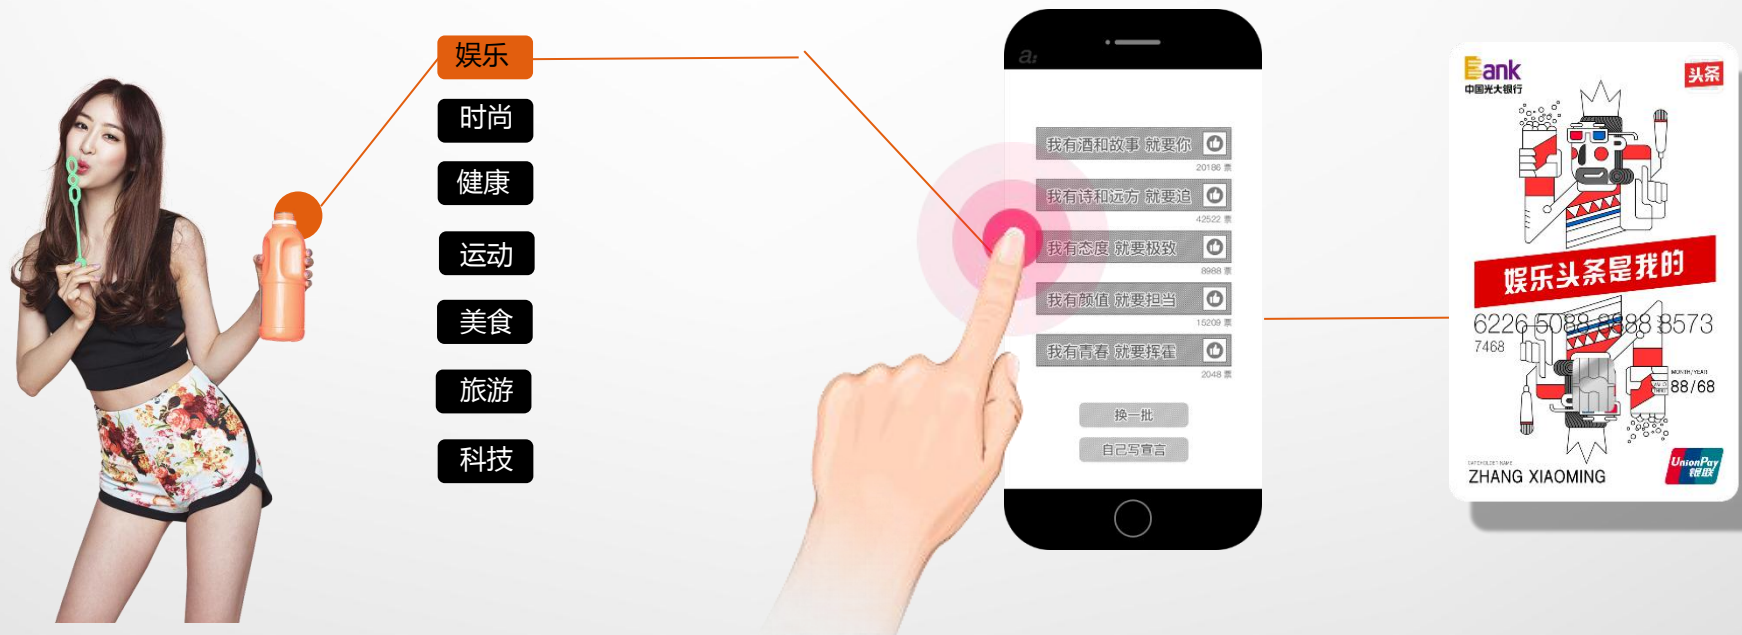 娱乐
时尚
健康
运动
美食
旅游
科技
a:
我有酒和故事 就要你
20186 票
我有诗和远方 就要追
42522 票
我有态度 就要极致
8988 票
我有颜值 就要担当
15209 票
我有青春 就要挥霍
2048 票
换一批
自己写宣言
Bank
中国光大银行
头条
娱乐头条是我的
6226 5088 8888 8573
7468
MONTH/YEAR
88/68
CARDHOLDER NAME
ZHANG XIAOMING
UnionPay
银联